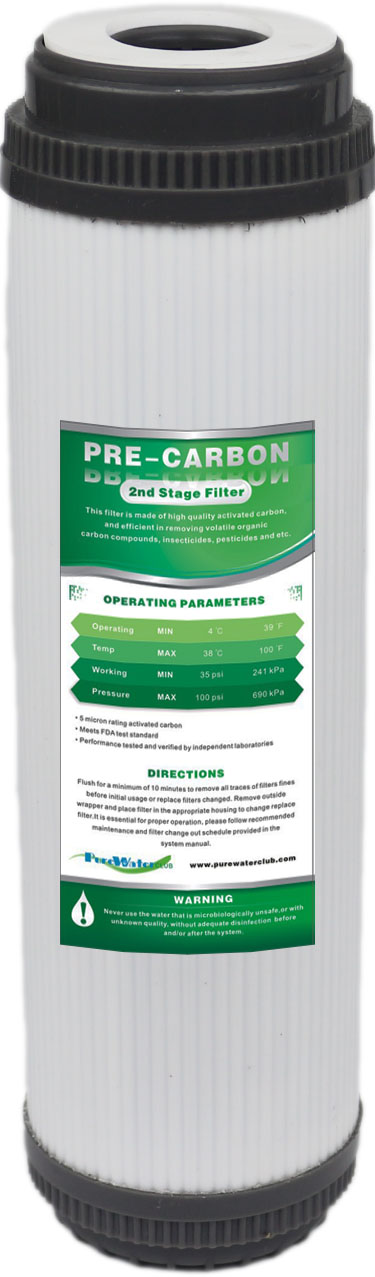 PRE-CARBON
2nd Stage Filter
This filter is made of high quality activated carbon,
and efficient in removing volatile organic
carbon compounds, insecticides, pesticides and etc.
OPERATING PARAMETERS
Operating MIN 4°C 39°F
Temp MAX 38°C 100°F
Working MIN 35 psi 241 kPa
Pressure MAX 100 psi 690 kPa
• 5 micron rating activated carbon
• Meets FDA test standard
• Performance tested and verified by independent laboratories
DIRECTIONS
Flush for a minimum of 10 minutes to remove all traces of filters fines
before initial usage or replace filters changed. Remove outside
wrapper and place filter in the appropriate housing to change replace
filter.It is essential for proper operation, please follow recommended
maintenance and filter change out schedule provided in the
system manual.
PureWater CLUB www.purewaterclub.com
WARNING
Never use the water that is microbiologically unsafe,or with
unknown quality, without adequate disinfection before
and/or after the system.